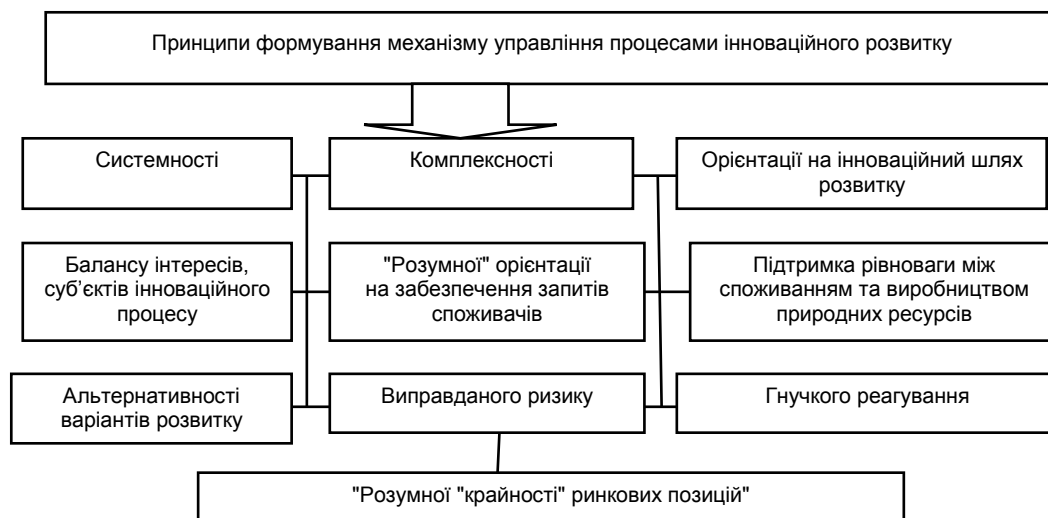 Принципи формування механізму управління процесами інноваційного розвитку
Системності
Комплексності
Орієнтації на інноваційний шлях
розвитку
Балансу інтересів,
суб’єктів інноваційного
процесу
"Розумної" орієнтації
на забезпечення запитів
споживачів
Підтримка рівноваги між
споживанням та виробництвом
природних ресурсів
Альтернативності
варіантів розвитку
Виправданого ризику
Гнучкого реагування
"Розумної "крайності" ринкових позицій"